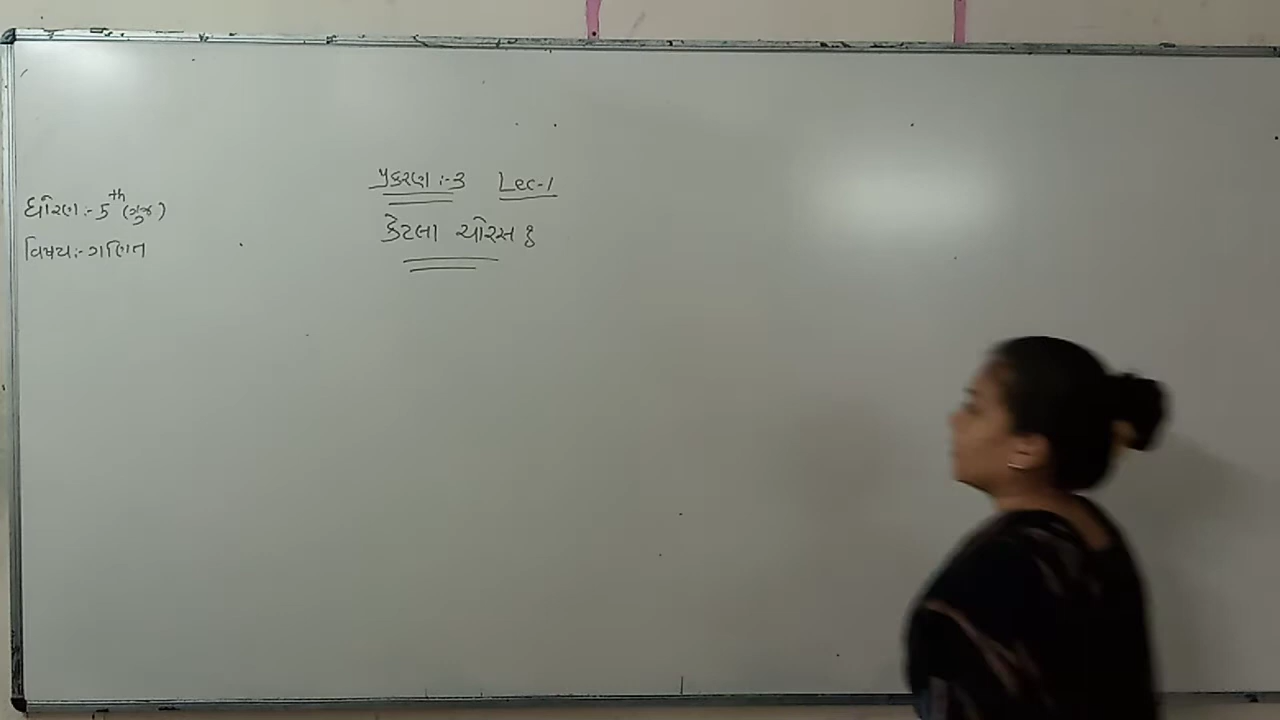 ધોરણ:- 5th (ગુજ)
વિષય:- ગણિત
પ્રકરણ :- 3 Lec-1
કેટલા ચોરસ ?